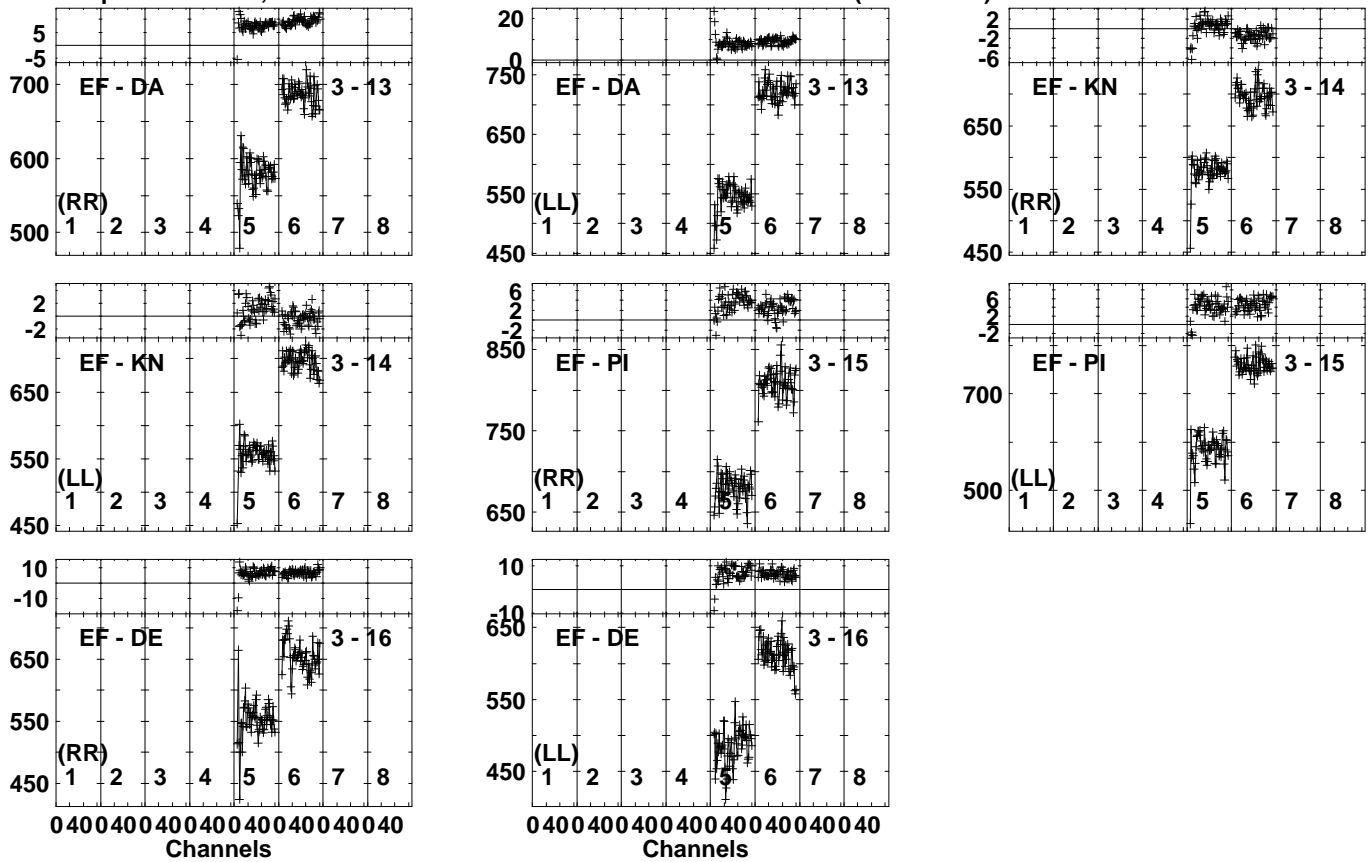 5
-5
700
600
500
EF - DA 3 - 13
(RR)
1 2 3 4 5 6 7 8
20
0
750
650
550
450
EF - DA 3 - 13
(LL)
1 2 3 4 5 6 7 8
2
-2
-6
650
550
450
EF - KN 3 - 14
(RR)
1 2 3 4 5 6 7 8
2
-2
650
550
450
EF - KN 3 - 14
(LL)
1 2 3 4 5 6 7 8
6
2
-2
850
750
650
EF - PI 3 - 15
(RR)
1 2 3 4 5 6 7 8
6
2
-2
700
500
EF - PI 3 - 15
(LL)
1 2 3 4 5 6 7 8
10
-10
650
550
450
EF - DE 3 - 16
(RR)
1 2 3 4 5 6 7 8
0 40 0 40 0 40 0 40 0 40 0 40 0 40 0 40
Channels
10
-10
650
550
450
EF - DE 3 - 16
(LL)
1 2 3 4 5 6 7 8
0 40 0 40 0 40 0 40 0 40 0 40 0 40 0 40
Channels